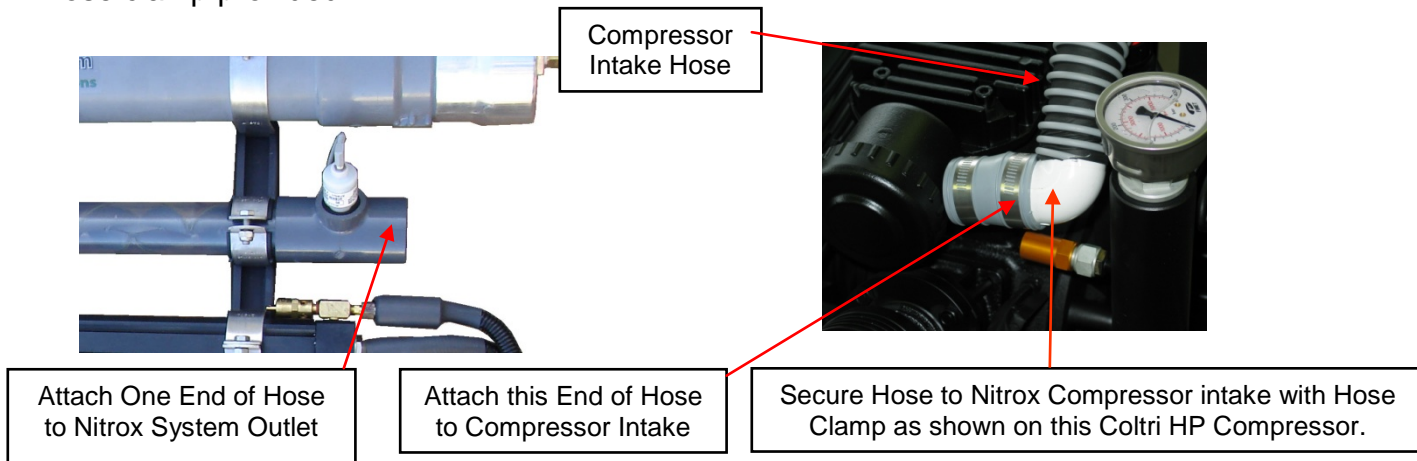 Compressor
Intake Hose
ns
Attach One End of Hose
to Nitrox System Outlet
Attach this End of Hose
to Compressor Intake
Secure Hose to Nitrox Compressor intake with Hose
Clamp as shown on this Coltri HP Compressor.